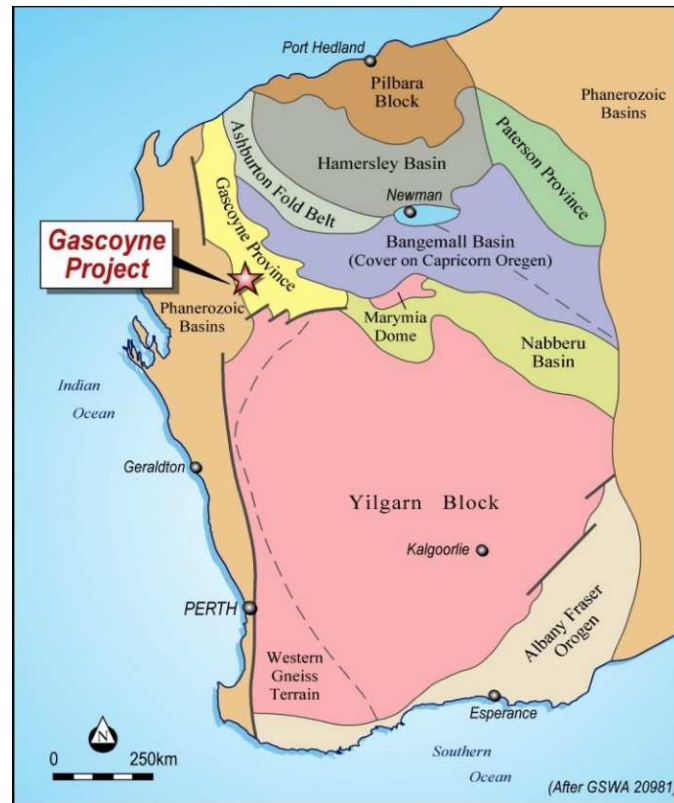 Port Hedland
Pilbara
Block
Phanerozoic
Basins
Paterson Province
Ashburton Fold Belt
Hamersley Basin
Newman
Gascoyne
Project
Gascoyne Province
Bangemall Basin
(Cover on Capricorn Oregen)
Phanerozoic
Basins
Marymia
Dome
Nabberu
Basin
Indian
Ocean
Geraldton
Yilgarn Block
Kalgoorlie
PERTH
Albany Fraser
Orogen
Western
Gneiss
Terrain
Esperance
N
0 250km
Southern
Ocean
(After GSWA 20981)